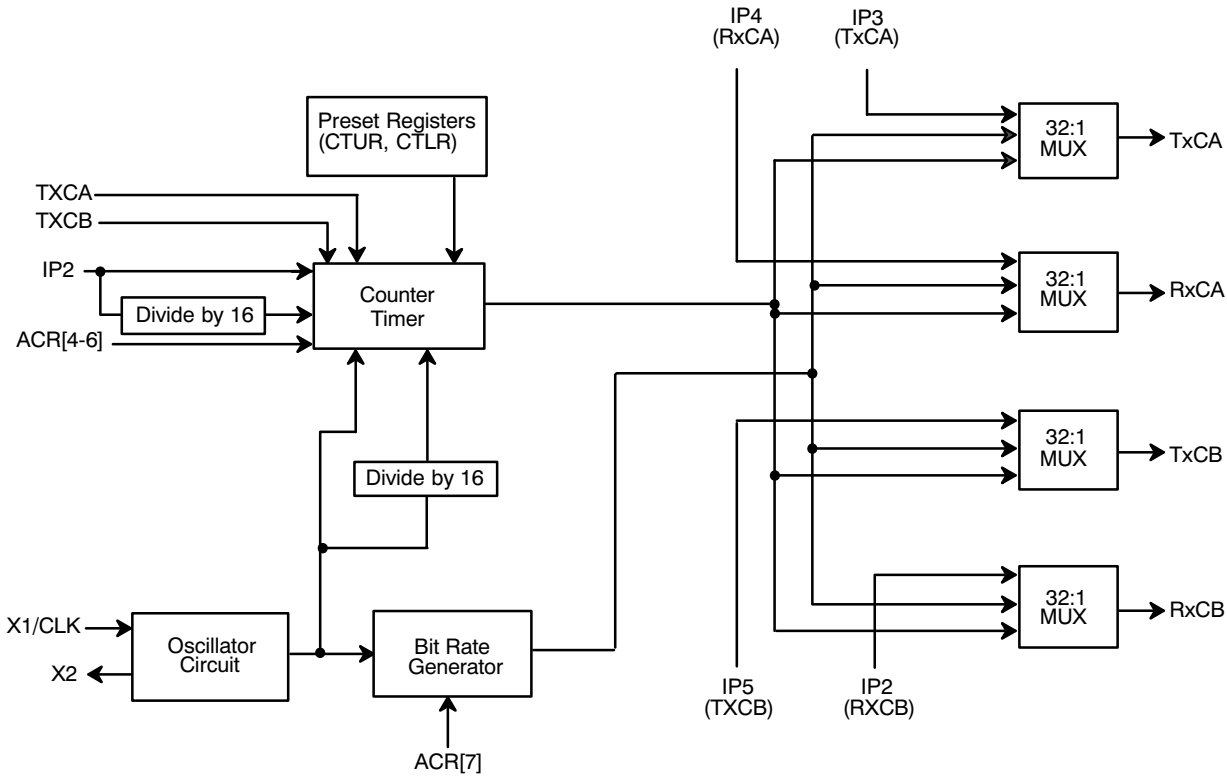 IP4
(RxCA)
IP3
(TxCA)
Preset Registers
(CTUR, CTLR)
32:1
MUX
TxCA
TXCA
TXCB
IP2
Divide by 16
ACR[4-6]
Counter
Timer
32:1
MUX
RxCA
Divide by 16
32:1
MUX
TxCB
X1/CLK
X2
Oscillator
Circuit
Bit Rate
Generator
ACR[7]
32:1
MUX
RxCB
IP5
(TXCB)
IP2
(RXCB)